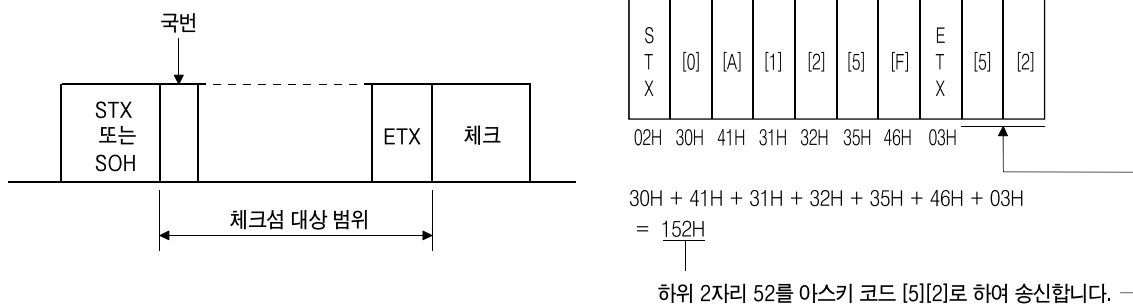 국번
STX
또는
SOH
ETX
체크
체크섬 대상 범위
STX [0] [A] [1] [2] [5] [F] ETX [5] [2]
02H 30H 41H 31H 32H 35H 46H 03H
30H + 41H + 31H + 32H + 35H + 46H + 03H
= 152H
하위 2자리 52를 아스키 코드 [5][2]로 하여 송신합니다.